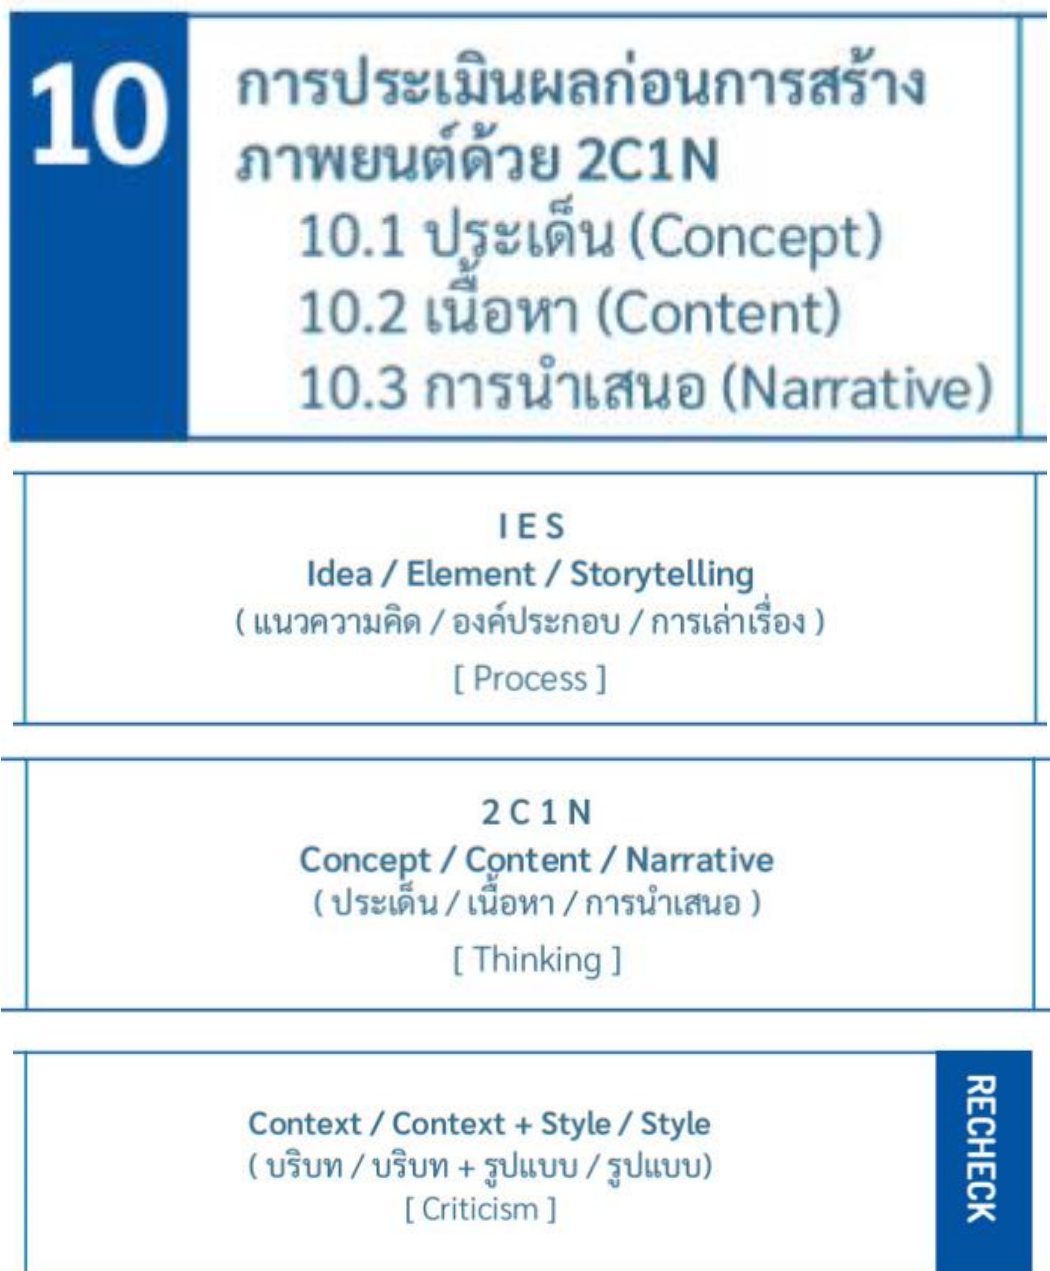 10
การประเมินผลก่อนการสร้าง
ภาพยนต์ด้วย 2C1N
10.1 ประเด็น (Concept)
10.2 เนื้อหา (Content)
10.3 การนำเสนอ (Narrative)
I E S
Idea / Element / Storytelling
( แนวความคิด / องค์ประกอบ / การเล่าเรื่อง )
[ Process ]
2 C 1 N
Concept / Content / Narrative
( ประเด็น / เนื้อหา / การนำเสนอ )
[ Thinking ]
Context / Context + Style / Style
( บริบท / บริบท + รูปแบบ / รูปแบบ)
[ Criticism ]
RECHECK